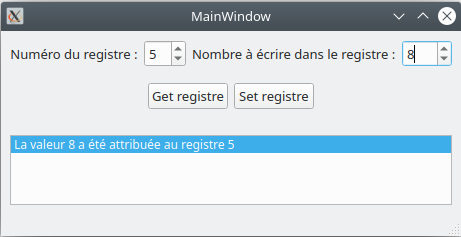 MainWindow
Numéro du registre : 5 Nombre à écrire dans le registre : 8
Get registre Set registre
La valeur 8 a été attribuée au registre 5